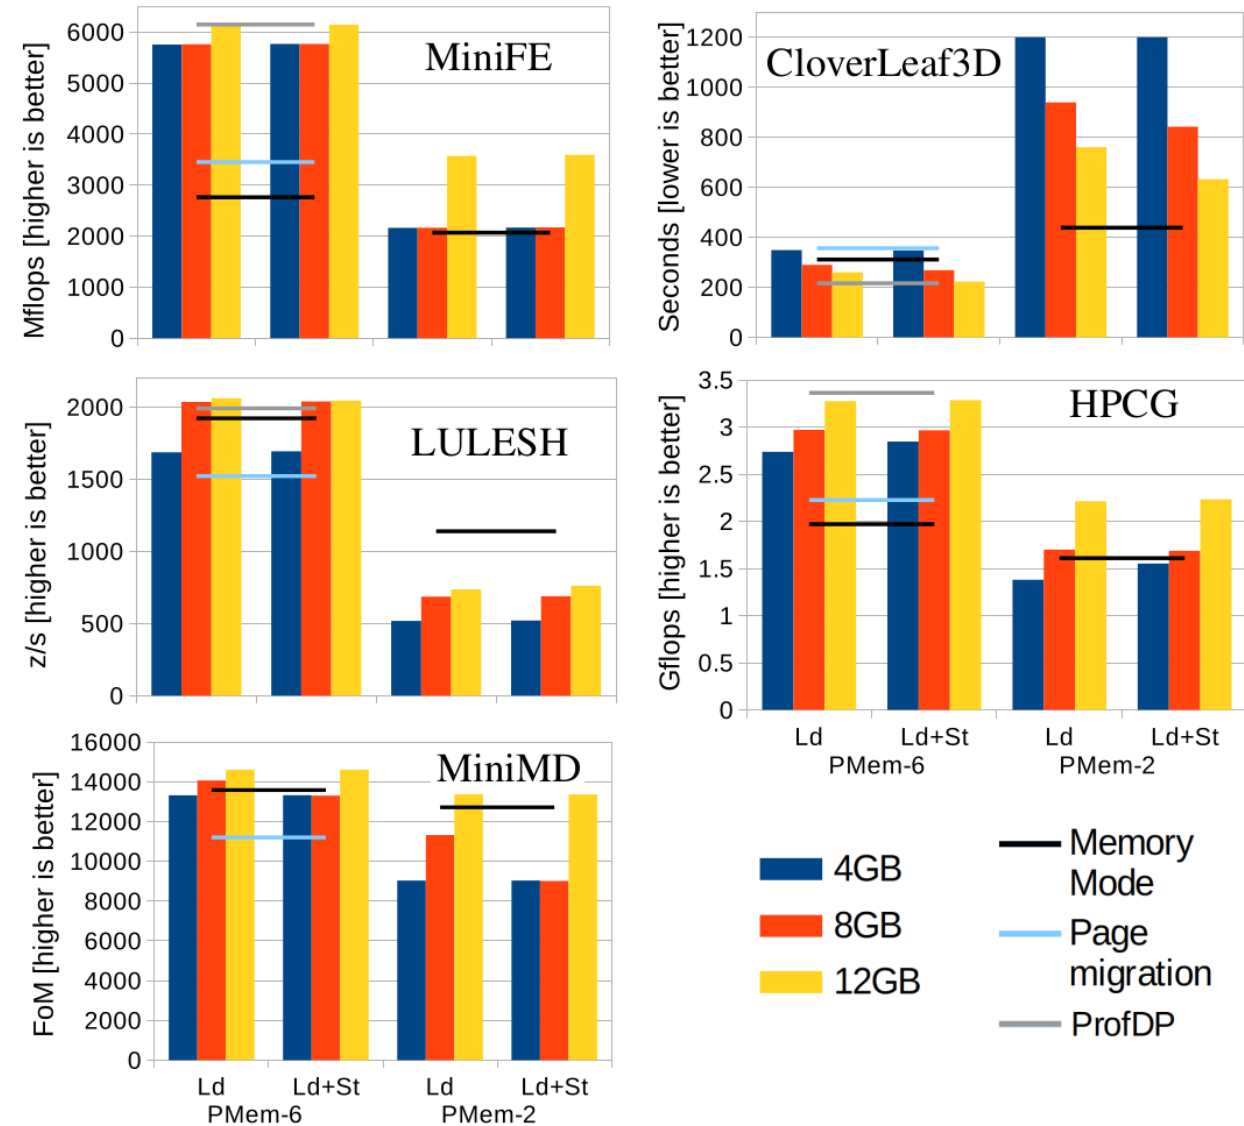 MiniFE
Mflops [higher is better]
6000
5000
4000
3000
2000
1000
0
CloverLeaf3D
Seconds [lower is better]
1200
1000
800
600
400
200
0
LULESH
z/s [higher is better]
2000
1500
1000
500
0
HPCG
Gflops [higher is better]
3.5
3
2.5
2
1.5
1
0.5
0
Ld Ld+St Ld Ld+St
PMem-6 PMem-2
MiniMD
FoM [higher is better]
16000
14000
12000
10000
8000
6000
4000
2000
0
Ld Ld+St Ld Ld+St
PMem-6 PMem-2
4GB
8GB
12GB
Memory
Mode
Page
migration
ProfDP